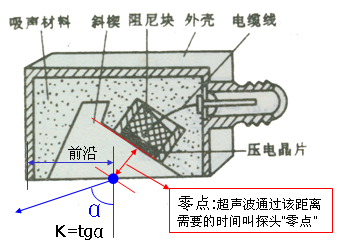 吸声材料 斜楔 阻尼块 外壳 电缆线
前沿
压电晶片
零点:超声波通过该距离
需要的时间叫探头"零点"
α
K=tgα